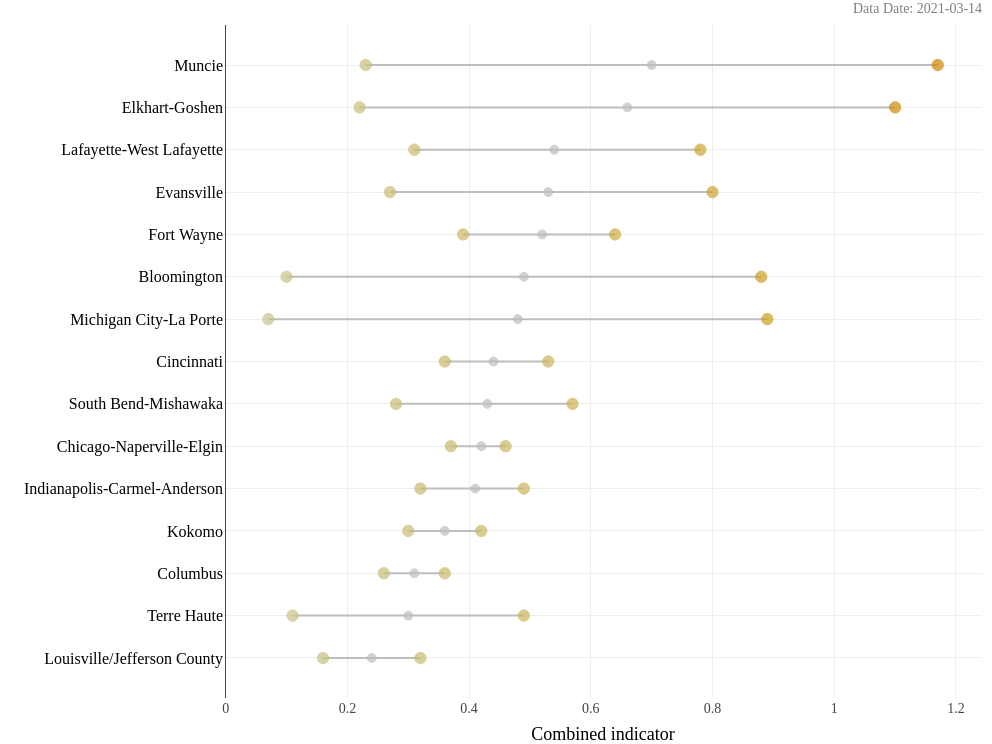 Data Date: 2021-03-14
Muncie
Elkhart-Goshen
Lafayette-West Lafayette
Evansville
Fort Wayne
Bloomington
Michigan City-La Porte
Cincinnati
South Bend-Mishawaka
Chicago-Naperville-Elgin
Indianapolis-Carmel-Anderson
Kokomo
Columbus
Terre Haute
Louisville/Jefferson County
0 0.2 0.4 0.6 0.8 1 1.2
Combined indicator